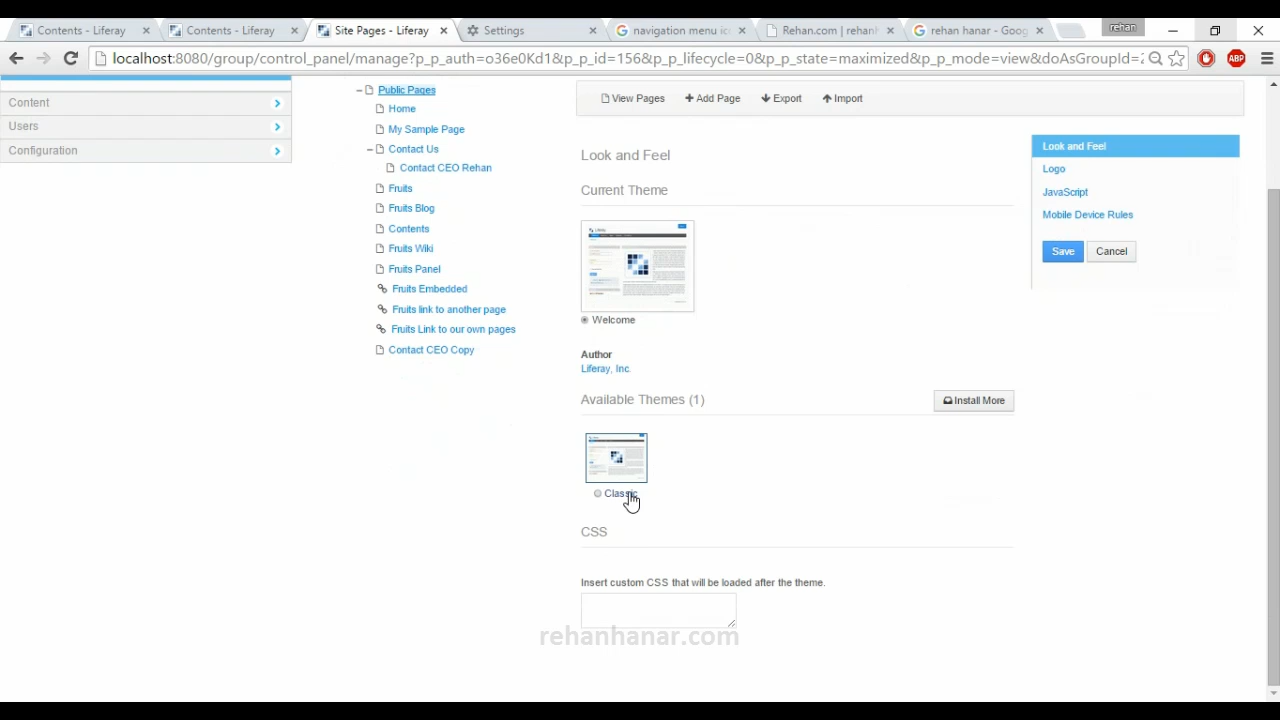 Contents - Liferay
Contents - Liferay
Site Pages - Liferay
Settings
navigation menu ic
Rehan.com | rehanh
rehan hanar - Goog
rehan
localhost:8080/group/control_panel/manage?p_p_auth=o36e0Kd1&p_p_id=156&p_p_lifecycle=0&p_p_state=maximized&p_p_mode=view&doAsGroupId=2
ABP
Content
Users
Configuration
Public Pages
Home
My Sample Page
Contact Us
Contact CEO Rehan
Fruits
Fruits Blog
Contents
Fruits Wiki
Fruits Panel
Fruits Embedded
Fruits link to another page
Fruits Link to our own pages
Contact CEO Copy
View Pages
Add Page
Export
Import
Look and Feel
Current Theme
Welcome
Author
Liferay, Inc.
Available Themes (1)
Install More
Classic
CSS
Insert custom CSS that will be loaded after the theme.
Look and Feel
Logo
JavaScript
Mobile Device Rules
Save
Cancel
rehanhanar.com